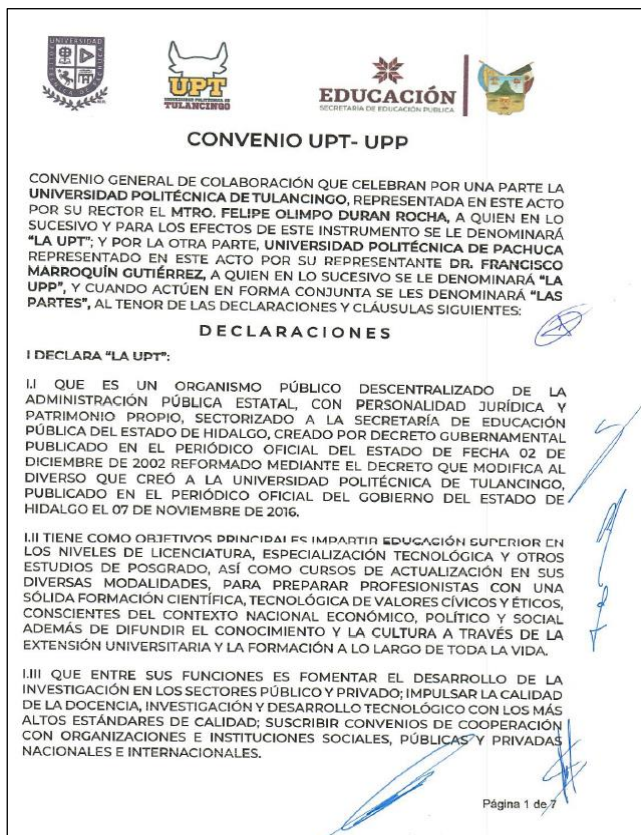 UPT
UNIVERSIDAD POLITÉCNICA DE
TULANCINGO
EDUCACIÓN
SECRETARÍA DE EDUCACIÓN PÚBLICA
CONVENIO UPT- UPP
CONVENIO GENERAL DE COLABORACIÓN QUE CELEBRAN POR UNA PARTE LA
UNIVERSIDAD POLITÉCNICA DE TULANCINGO, REPRESENTADA EN ESTE ACTO
POR SU RECTOR EL MTRO. FELIPE OLIMPO DURAN ROCHA, A QUIEN EN LO
SUCESIVO Y PARA LOS EFECTOS DE ESTE INSTRUMENTO SE LE DENOMINARÁ
"LA UPT"; Y POR LA OTRA PARTE, UNIVERSIDAD POLITÉCNICA DE PACHUCA
REPRESENTADO EN ESTE ACTO POR SU REPRESENTANTE DR. FRANCISCO
MARROQUÍN GUTIÉRREZ, A QUIEN EN LO SUCESIVO SE LE DENOMINARÁ "LA
UPP", Y CUANDO ACTÚEN EN FORMA CONJUNTA SE LES DENOMINARÁ "LAS
PARTES", AL TENOR DE LAS DECLARACIONES Y CLÁUSULAS SIGUIENTES:
DECLARACIONES
I DECLARA "LA UPT":
I.I QUE ES UN ORGANISMO PÚBLICO DESCENTRALIZADO DE LA
ADMINISTRACIÓN PÚBLICA ESTATAL, CON PERSONALIDAD JURÍDICA Y
PATRIMONIO PROPIO, SECTORIZADO A LA SECRETARÍA DE EDUCACIÓN
PÚBLICA DEL ESTADO DE HIDALGO, CREADO POR DECRETO GUBERNAMENTAL
PUBLICADO EN EL PERIÓDICO OFICIAL DEL ESTADO DE FECHA 02 DE
DICIEMBRE DE 2002 REFORMADO MEDIANTE EL DECRETO QUE MODIFICA AL
DIVERSO QUE CREÓ A LA UNIVERSIDAD POLITÉCNICA DE TULANCINGO,
PUBLICADO EN EL PERIÓDICO OFICIAL DEL GOBIERNO DEL ESTADO DE
HIDALGO EL 07 DE NOVIEMBRE DE 2016.
I.II TIENE COMO OBJETIVOS PRINCIPALES IMPARTIR EDUCACIÓN SUPERIOR EN
LOS NIVELES DE LICENCIATURA, ESPECIALIZACIÓN TECNOLÓGICA Y OTROS
ESTUDIOS DE POSGRADO, ASÍ COMO CURSOS DE ACTUALIZACIÓN EN SUS
DIVERSAS MODALIDADES, PARA PREPARAR PROFESIONISTAS CON UNA
SÓLIDA FORMACIÓN CIENTÍFICA, TECNOLÓGICA DE VALORES CÍVICOS Y ÉTICOS,
CONSCIENTES DEL CONTEXTO NACIONAL ECONÓMICO, POLÍTICO Y SOCIAL
ADEMÁS DE DIFUNDIR EL CONOCIMIENTO Y LA CULTURA A TRAVÉS DE LA
EXTENSIÓN UNIVERSITARIA Y LA FORMACIÓN A LO LARGO DE TODA LA VIDA.
I.III QUE ENTRE SUS FUNCIONES ES FOMENTAR EL DESARROLLO DE LA
INVESTIGACIÓN EN LOS SECTORES PÚBLICO Y PRIVADO; IMPULSAR LA CALIDAD
DE LA DOCENCIA, INVESTIGACIÓN Y DESARROLLO TECNOLÓGICO CON LOS MÁS
ALTOS ESTÁNDARES DE CALIDAD; SUSCRIBIR CONVENIOS DE COOPERACIÓN
CON ORGANIZACIONES E INSTITUCIONES SOCIALES, PÚBLICAS Y PRIVADAS
NACIONALES E INTERNACIONALES.
Página 1 de 7